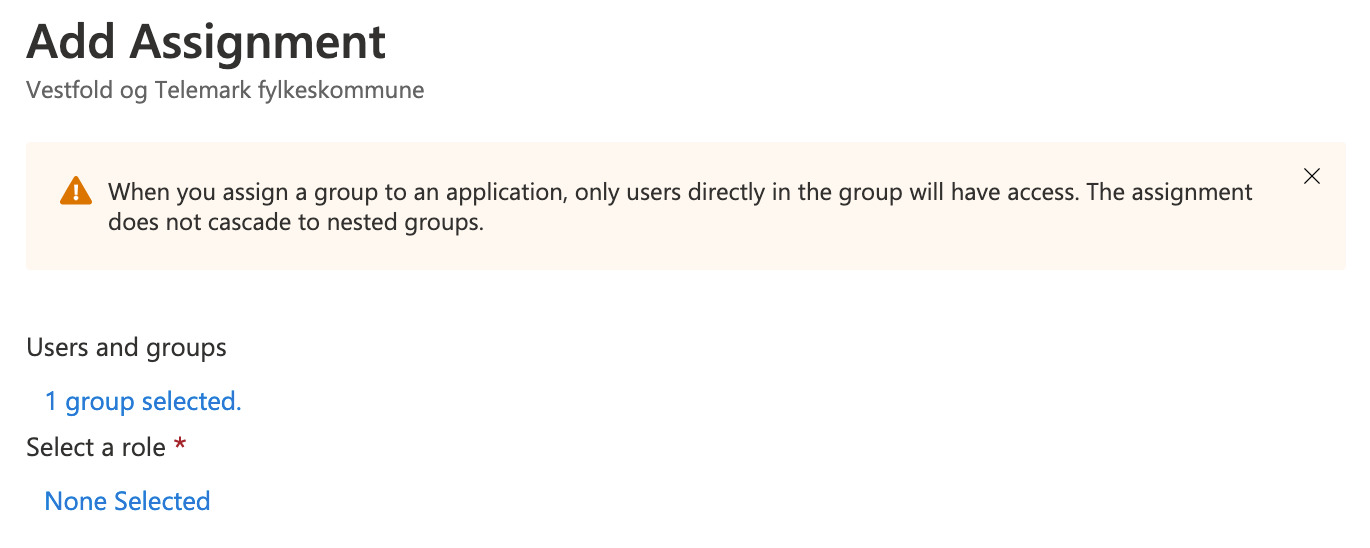 Add Assignment
Vestfold og Telemark fylkeskommune
When you assign a group to an application, only users directly in the group will have access. The assignment
does not cascade to nested groups.
Users and groups
1 group selected.
Select a role *
None Selected